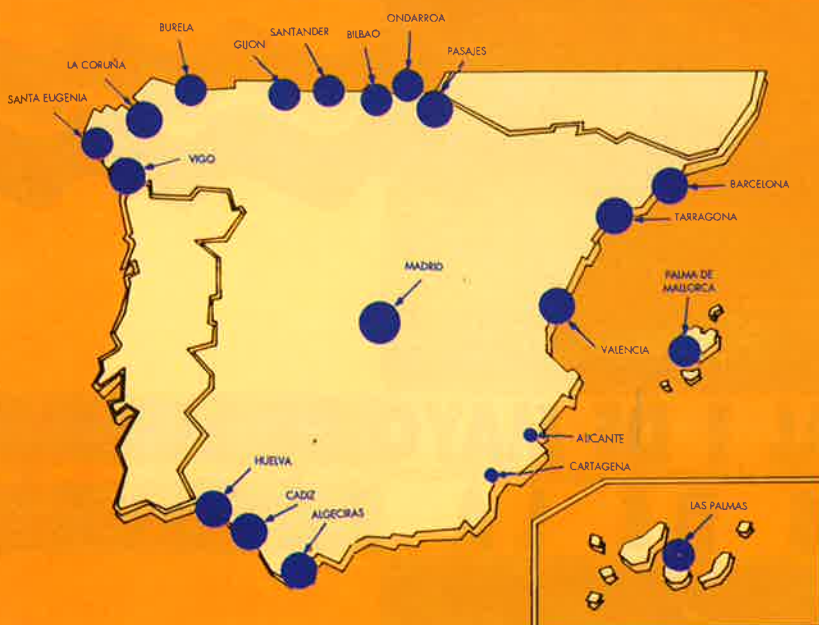 ONDARROA
BURELA
SANTANDER
BILBAO
GIJON
PASAJES
LA CORUÑA
SANTA EUGENIA
VIGO
BARCELONA
TARRAGONA
MADRID
PALMA DE
MALLORCA
VALENCIA
ALICANTE
HUELVA
CARTAGENA
CADIZ
ALGECIRAS
LAS PALMAS